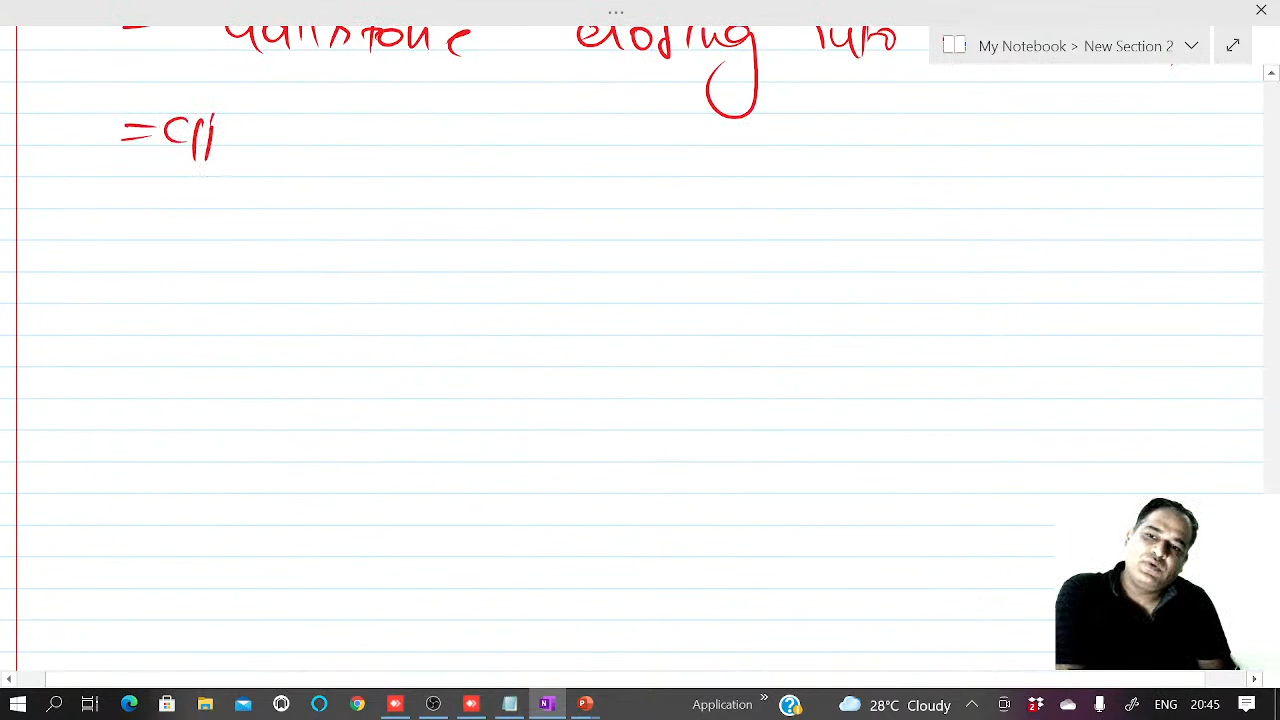 = Gallstone eroding into
My Notebook > New Section 2
Application
28°C Cloudy
ENG
20:45